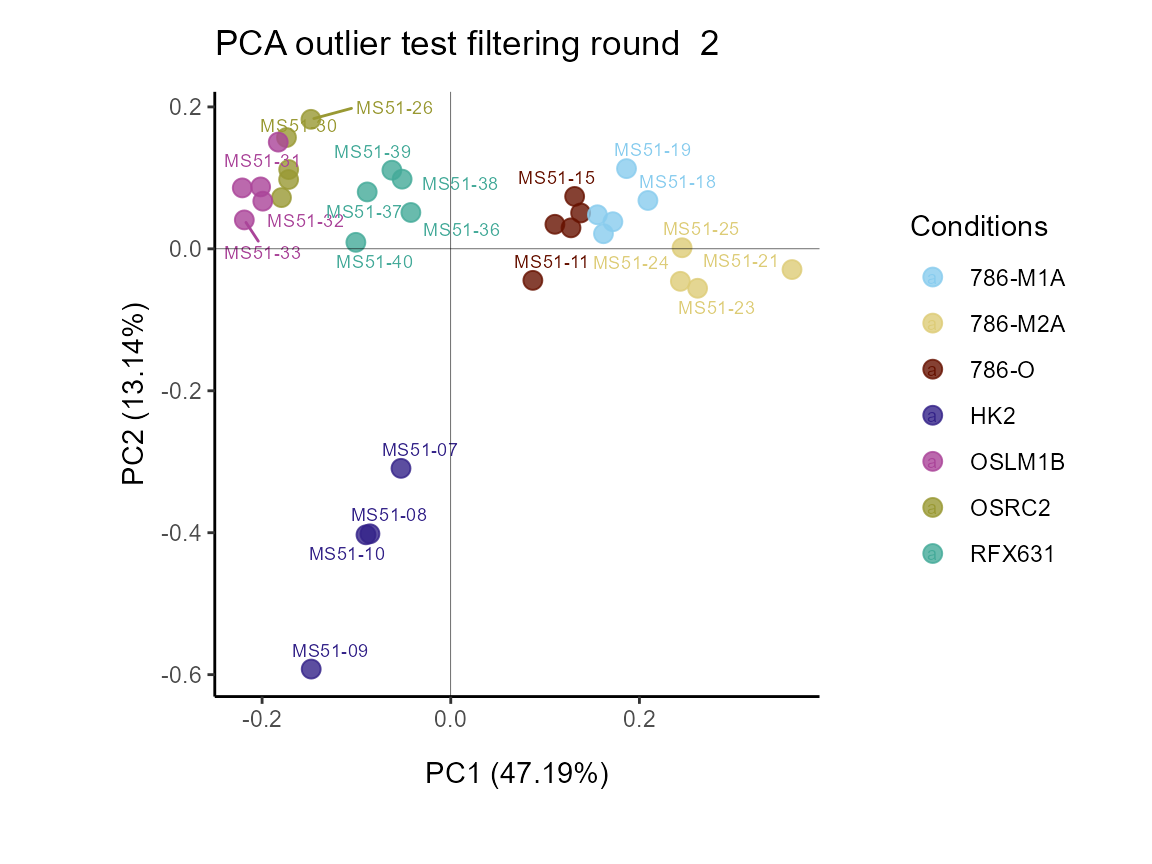 PCA outlier test filtering round  2
0.2
0.0
-0.2
-0.4
-0.6
PC2 (13.14%)
MS51-26
MS51-30
MS51-31
MS51-39
MS51-38
MS51-37
MS51-32
MS51-36
MS51-33
MS51-40
MS51-19
MS51-15
MS51-18
MS51-25
MS51-11
MS51-24
MS51-21
MS51-23
MS51-07
MS51-08
MS51-10
MS51-09
-0.2
0.0
0.2
PC1 (47.19%)
Conditions
a 786-M1A
a 786-M2A
a 786-O
a HK2
a OSLM1B
a OSRC2
a RFX631